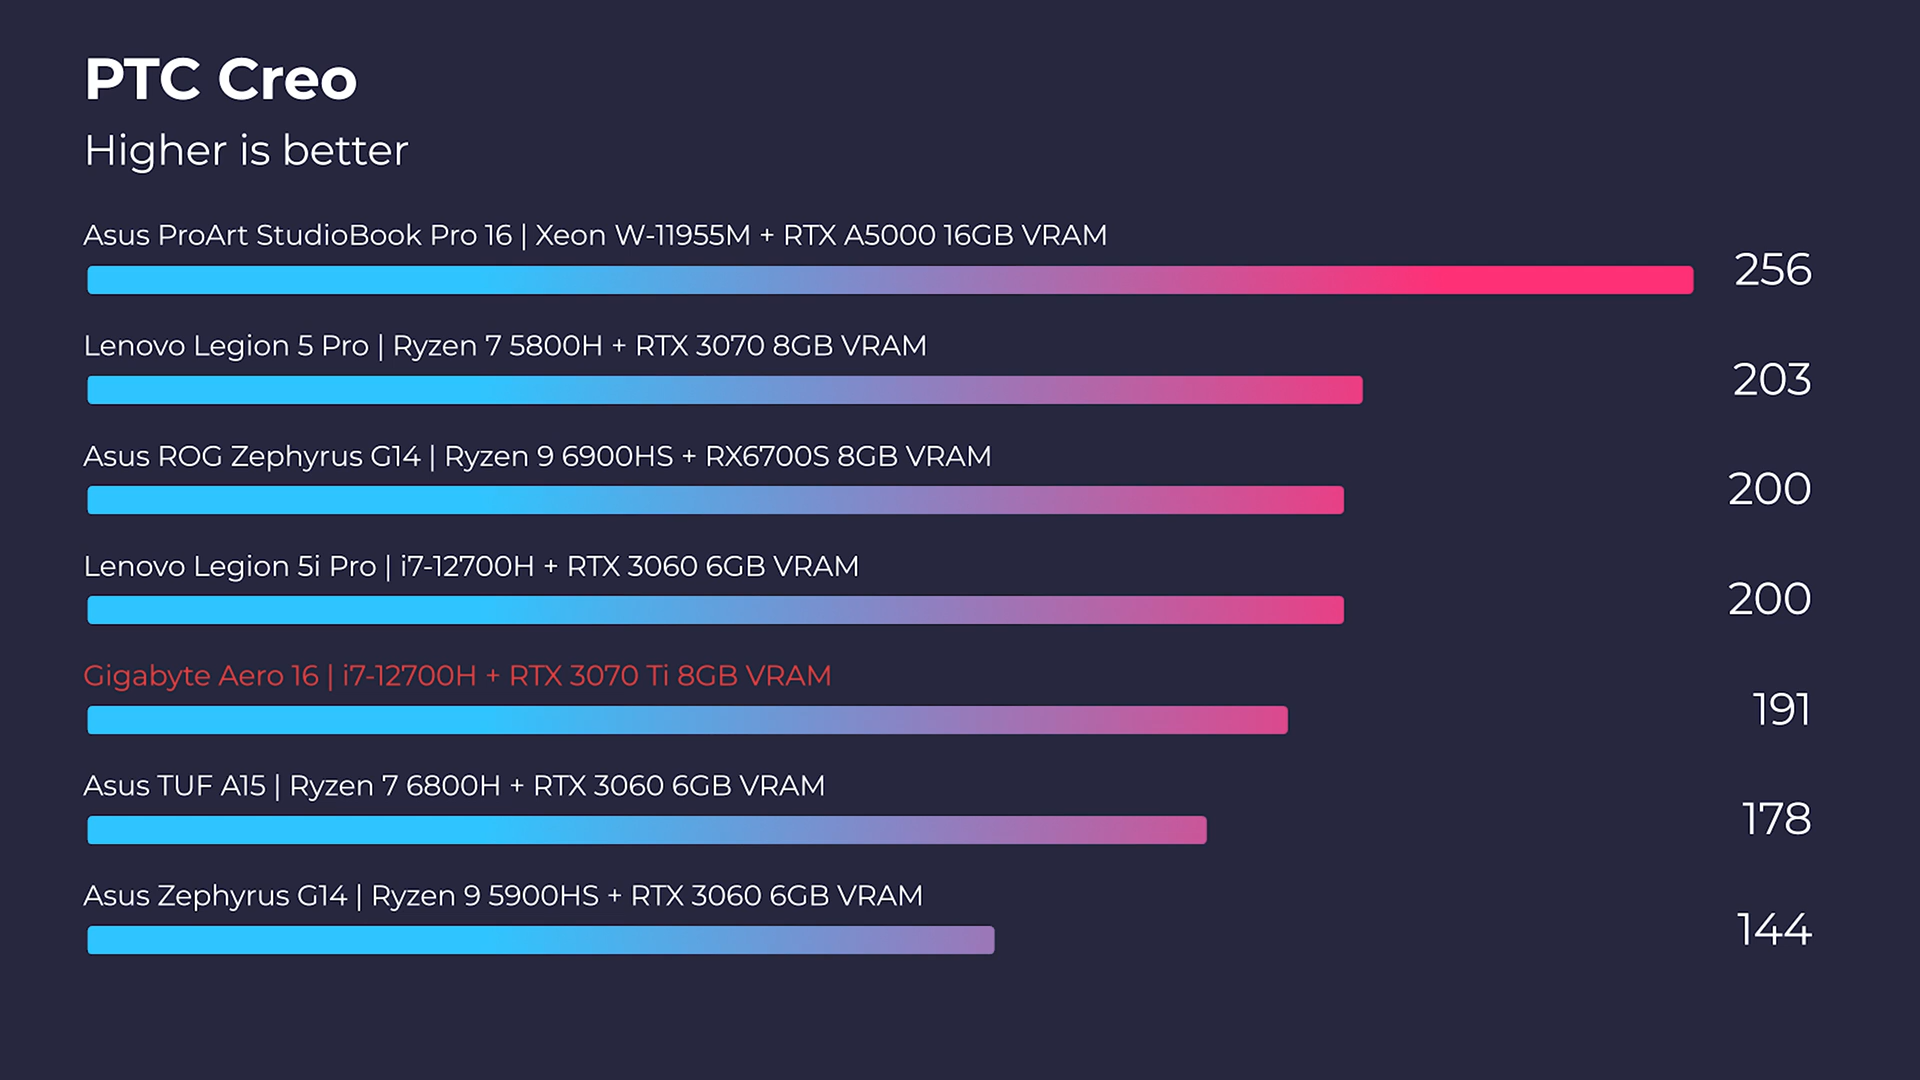 PTC Creo
Higher is better
Asus ProArt StudioBook Pro 16 | Xeon W-11955M + RTX A5000 16GB VRAM
256
Lenovo Legion 5 Pro | Ryzen 7 5800H + RTX 3070 8GB VRAM
203
Asus ROG Zephyrus G14 | Ryzen 9 6900HS + RX6700S 8GB VRAM
200
Lenovo Legion 5i Pro | i7-12700H + RTX 3060 6GB VRAM
200
Gigabyte Aero 16 | i7-12700H + RTX 3070 Ti 8GB VRAM
191
Asus TUF A15 | Ryzen 7 6800H + RTX 3060 6GB VRAM
178
Asus Zephyrus G14 | Ryzen 9 5900HS + RTX 3060 6GB VRAM
144